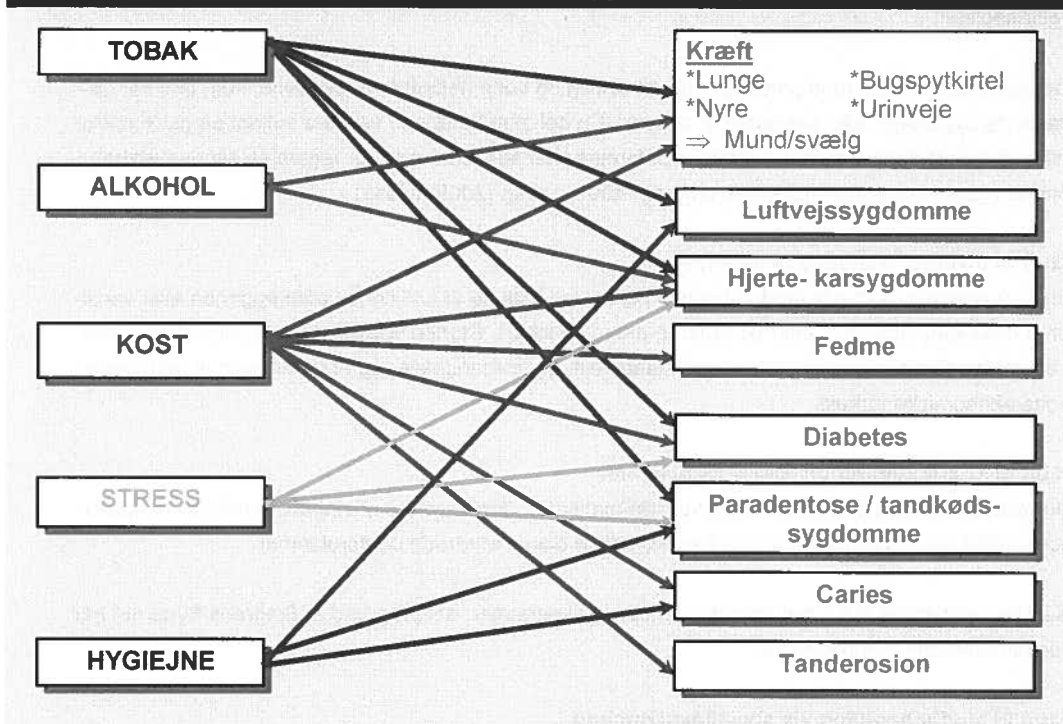 TOBAK
ALKOHOL
KOST
STRESS
HYGIEJNE
Kræft
*Lunge *Bugspytkirtel
*Nyre *Urinveje
⇒ Mund/svælg
Luftvejssygdomme
Hjerte- karsygdomme
Fedme
Diabetes
Paradentose / tandkøds-
sygdomme
Caries
Tanderosion